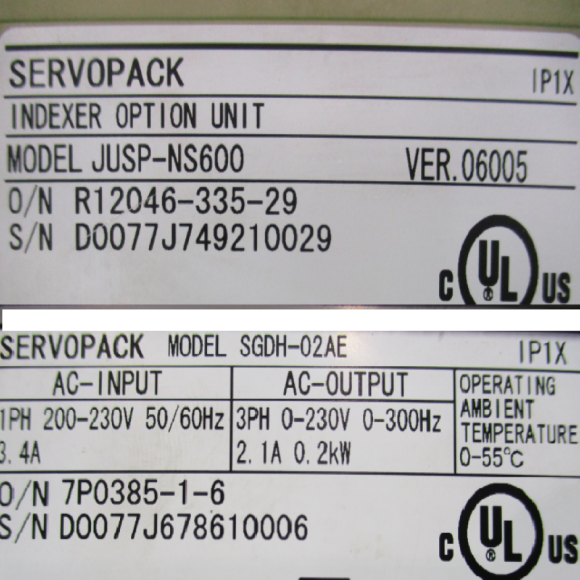 SERVOPACK IP1X
INDEXER OPTION UNIT
MODEL JUSP-NS600 VER.06005
O/N R12046-335-29
S/N D0077J749210029
C UL US
SERVOPACK MODEL SGDH-02AE IP1X
AC-INPUT AC-OUTPUT OPERATING
AMBIENT
1PH 200-230V 50/60Hz 3PH 0-230V 0-300Hz TEMPERATURE
3.4A 2.1A 0.2kW 0-55°C
O/N 7P0385-1-6
S/N D0077J678610006
C UL US